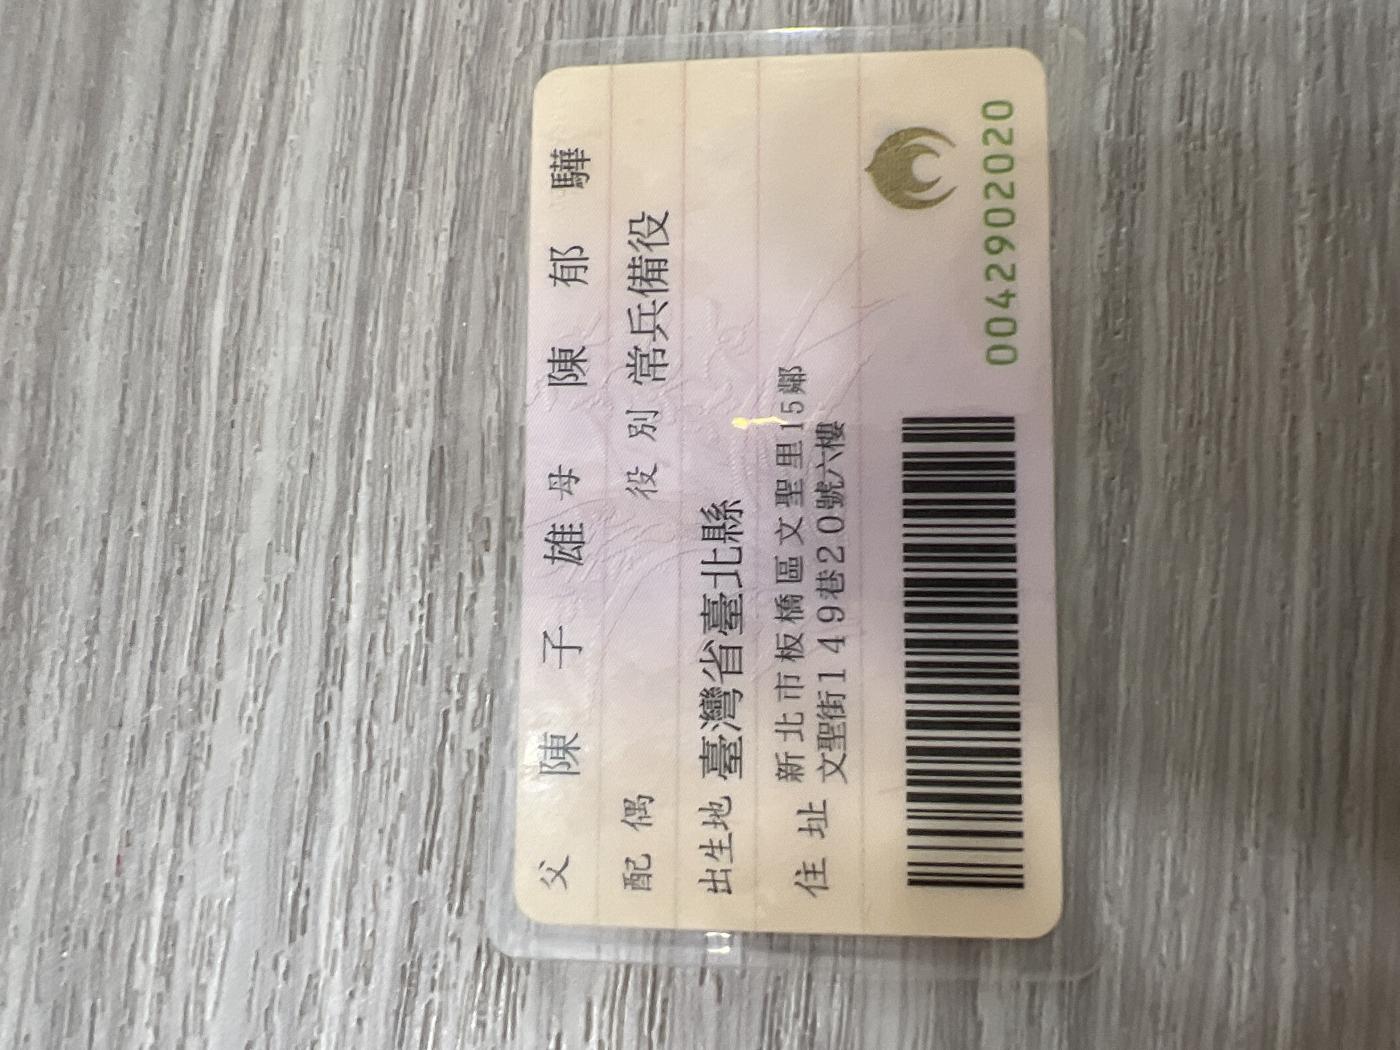 父 陳子雄 母 陳郁驊
配偶 役別 常兵備役
出生地 臺灣省臺北縣
住址 新北市板橋區文聖里15鄰
文聖街149巷20號六樓
0042902020